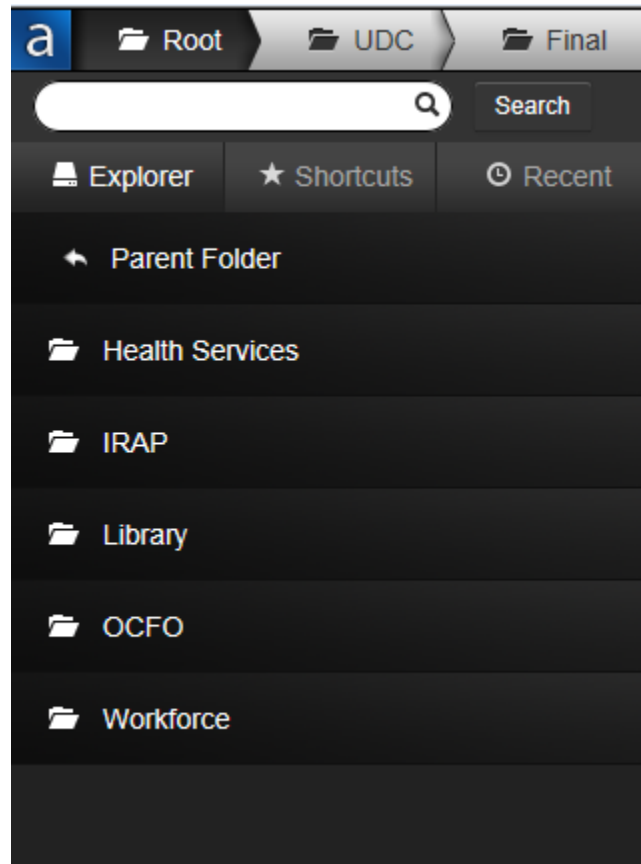 a Root UDC Final
Search
Explorer Shortcuts Recent
Parent Folder
Health Services
IRAP
Library
OCFO
Workforce